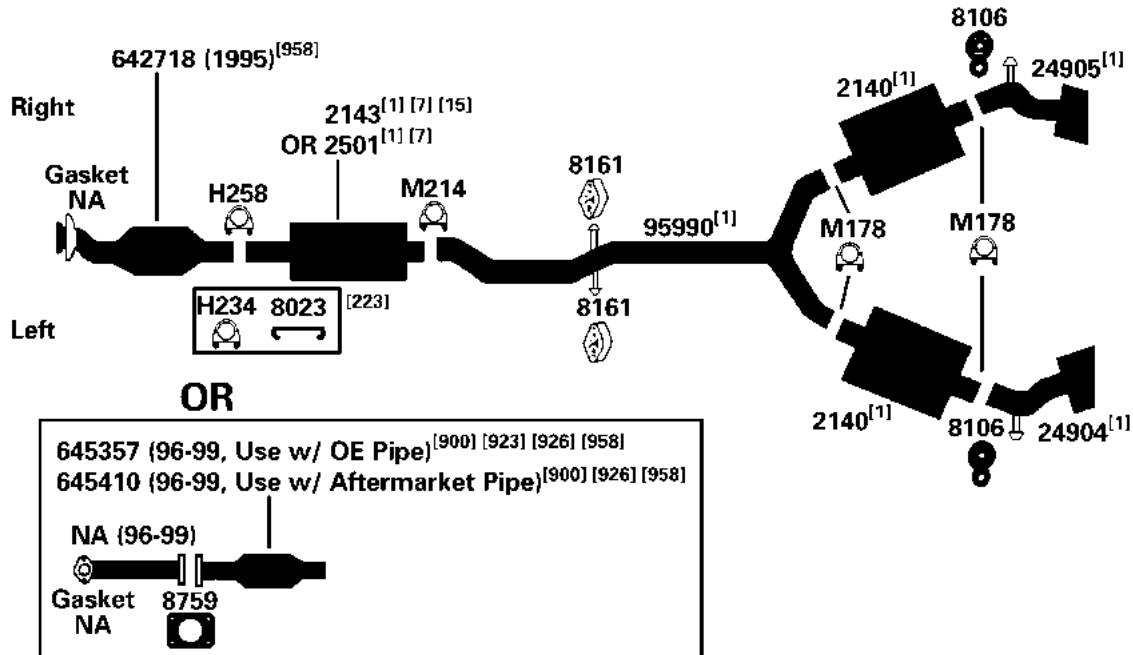 8106
642718 (1995)[958]
24905[1]
2140[1]
Right
2143[1] [7] [15]
OR 2501[1] [7]
Gasket
NA
H258
M214
8161
95990[1]
M178
M178
H234 8023 [223]
8161
Left
OR
2140[1]
8106
24904[1]
645357 (96-99, Use w/ OE Pipe)[900] [923] [926] [958]
645410 (96-99, Use w/ Aftermarket Pipe)[900] [926] [958]
NA (96-99)
Gasket
NA
8759